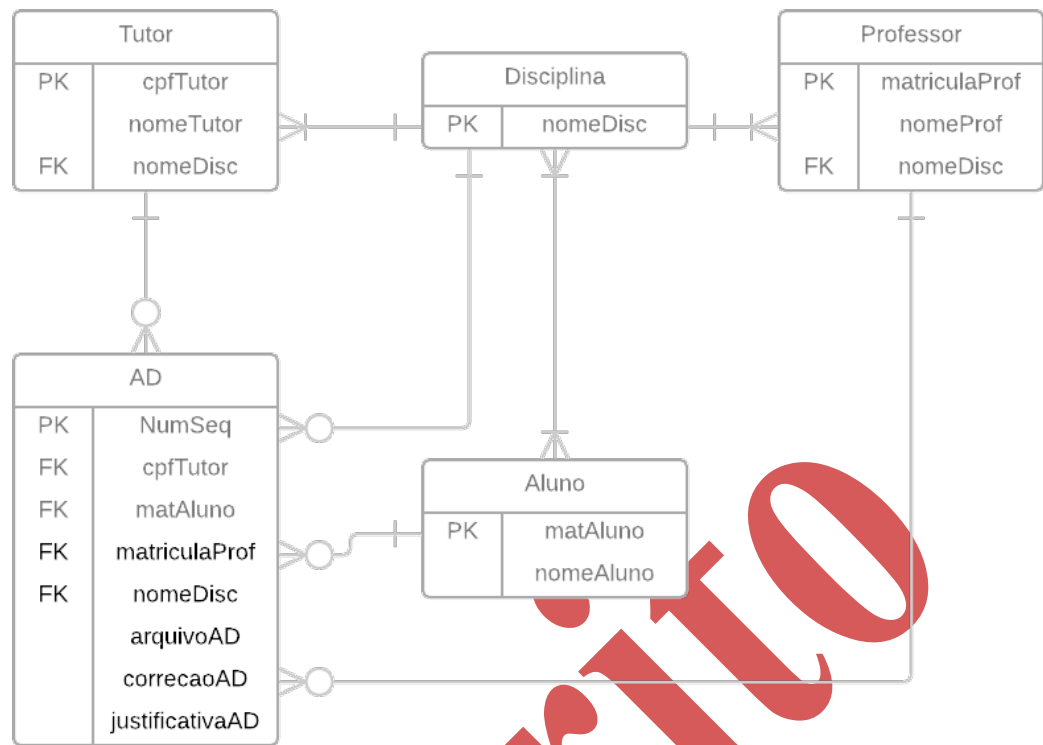 Tutor
PK cpfTutor
nomeTutor
FK nomeDisc
Disciplina
PK nomeDisc
Professor
PK matriculaProf
nomeProf
FK nomeDisc
AD
PK NumSeq
FK cpfTutor
FK matAluno
FK matriculaProf
FK nomeDisc
arquivoAD
correcaoAD
justificativaAD
Aluno
PK matAluno
nomeAluno